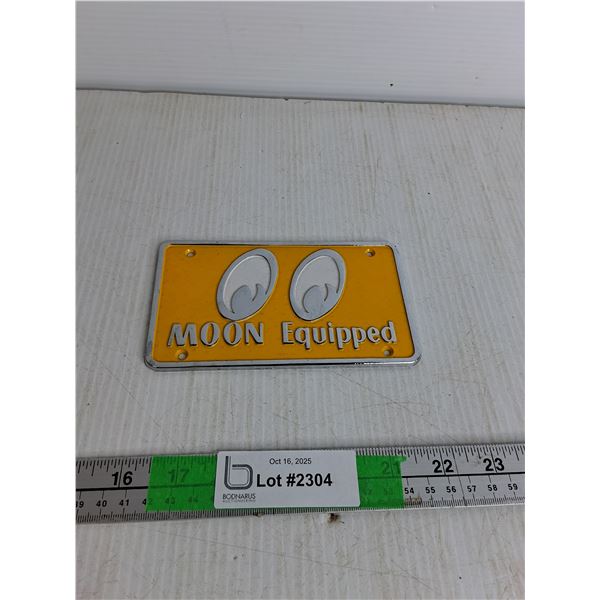 MOON Equipped
Oct 16, 2025
Lot #2304
BODNARUS
16 17 21 22 23
40 41 42 43 44 53 54 55 56 57 58 59